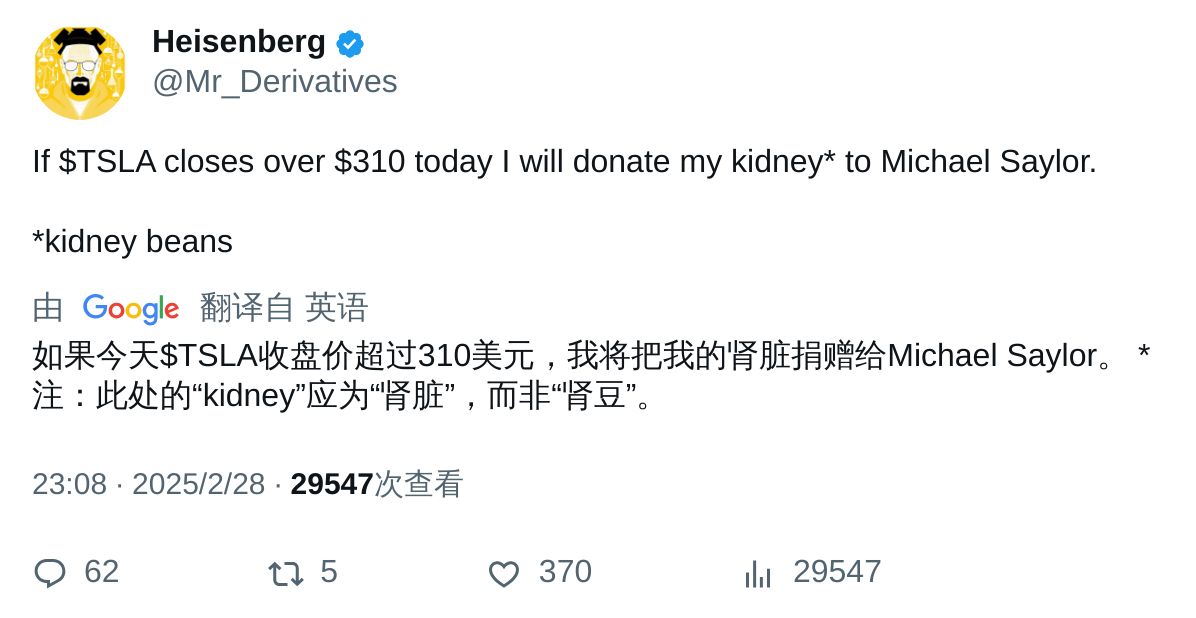 Heisenberg
@Mr_Derivatives
If $TSLA closes over $310 today I will donate my kidney* to Michael Saylor.
*kidney beans
由 Google 翻译自 英语
如果今天$TSLA收盘价超过310美元，我将把我的肾脏捐赠给Michael Saylor。 *
注：此处的“kidney”应为“肾脏”，而非“肾豆”。
23:08 · 2025/2/28 · 29547次查看
62 5 370 29547